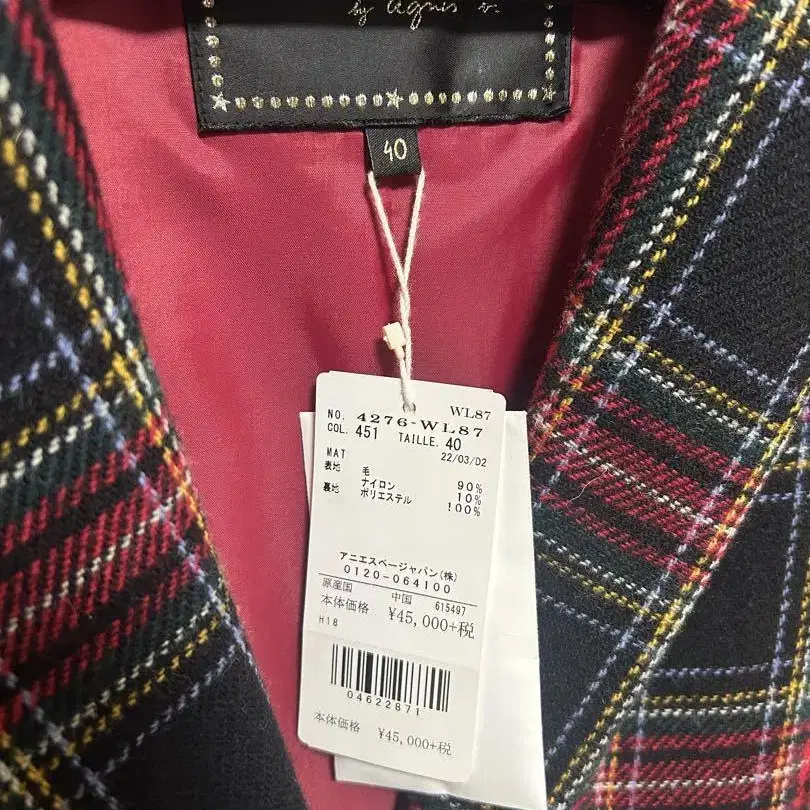 by agnès b.
40
WL87
NO. 4276-WL87
COL. 451 TAILLE. 40
MAT 22/03/D2
表地 毛 90%
ナイロン 10%
裏地 ポリエステル 100%
アニエスベージャパン(株)
0120-064100
原産国 中国 615497
本体価格 ¥45,000+税
H18
04622871
本体価格 ¥45,000+税